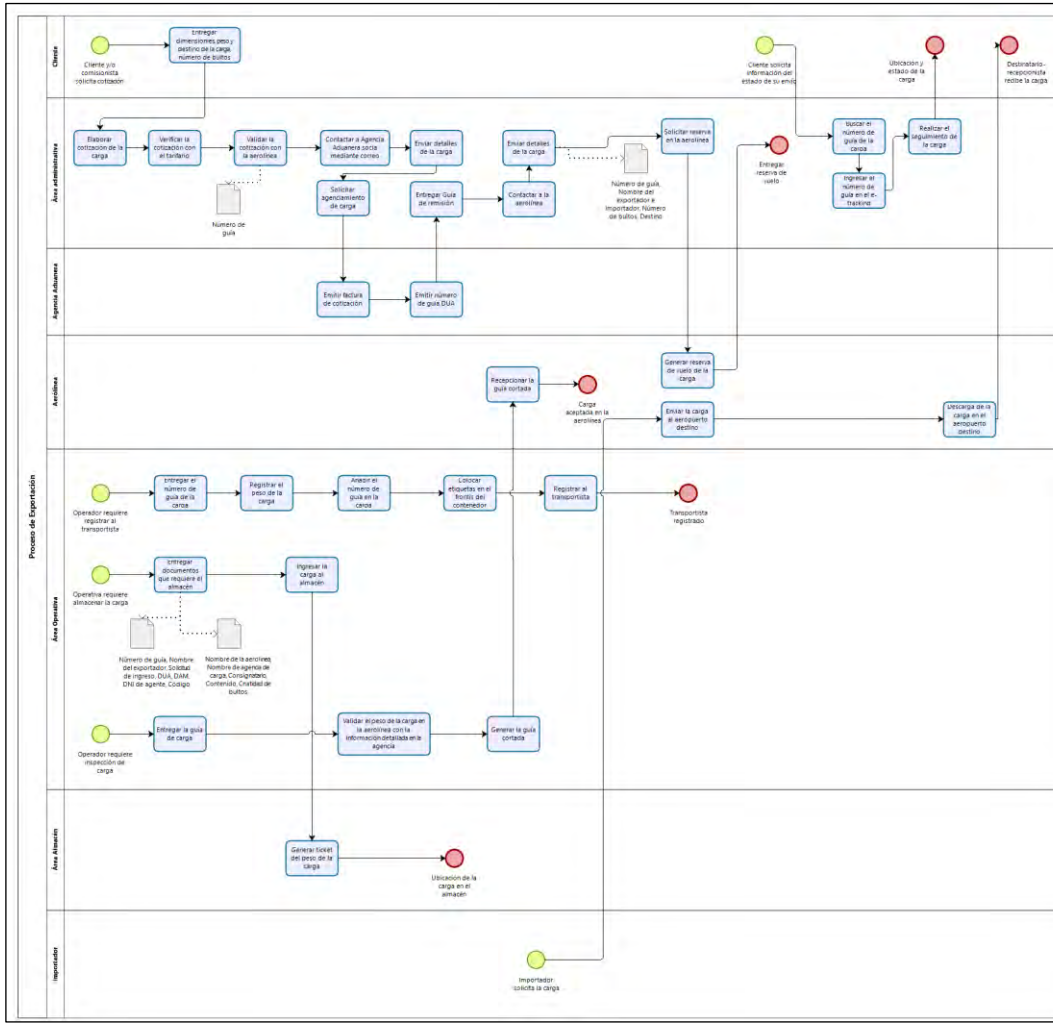 Proceso de Exportación
Cliente
Cliente y/o
comisionista
solicita cotización
Entregar
dimensiones, peso y
destino de la carga,
número de bultos
Cliente solicita
información del
estado de su envío
Ubicación y
estado de la
carga
Destinatario-
recepcionista
recibe la carga
Área administrativa
Elaborar
cotización de la
carga
Verificar la
cotización con
el tarifario
Validar la
cotización con
la aerolínea
Número de
guía
Contactar a Agencia
Aduanera socia
mediante correo
Enviar detalles
de la carga
Solicitar
agenciamiento
de carga
Entregar Guía
de remisión
Contactar a la
aerolínea
Enviar detalles
de la carga
Número de guía,
Nombre del
exportador e
Importador, Número
de bultos, Destino
Solicitar reserva
en la aerolínea
Entregar
reserva de
vuelo
Buscar el
número de
guía de la
carga
Ingresar el
número de
guía en el e-
tracking
Realizar el
seguimiento de
la carga
Agencia Aduanera
Emitir factura
de cotización
Emitir número
de guía DUA
Aerolínea
Recepcionar la
guía cortada
Carga
aceptada en la
aerolínea
Generar reserva
de vuelo de la
carga
Enviar la carga
al aeropuerto
destino
Descarga de la
carga en el
aeropuerto
destino
Área Operativa
Operador requiere
registrar al
transportista
Entregar el
número de
guía de la
carga
Registrar el
peso de la
carga
Añadir el número
de guía en la
carga
Colocar
etiquetas en el
frontis del
contenedor
Registrar al
transportista
Transportista
registrado
Operativa requiere
almacenar la carga
Entregar
documentos
que requiere el
almacén
Ingresar la
carga al
almacén
Número de guía, Nombre
del exportador, Solicitud
de ingreso, DUA, DAM,
DNI de agente, Código
Nombre de la aerolínea,
Nombre de agencia de
carga, Consignatario,
Contenido, Cnatidad de
bultos,
Operador requiere
inspección de
carga
Entregar la guía
de carga
Validar el peso de la carga en
la aerolínea con la
información detallada en la
agencia
Generar la guía
cortada
Área Almacén
Generar ticket
del peso de la
carga
Ubicación de la
carga en el
almacén
Importador
Importador
solicita la carga